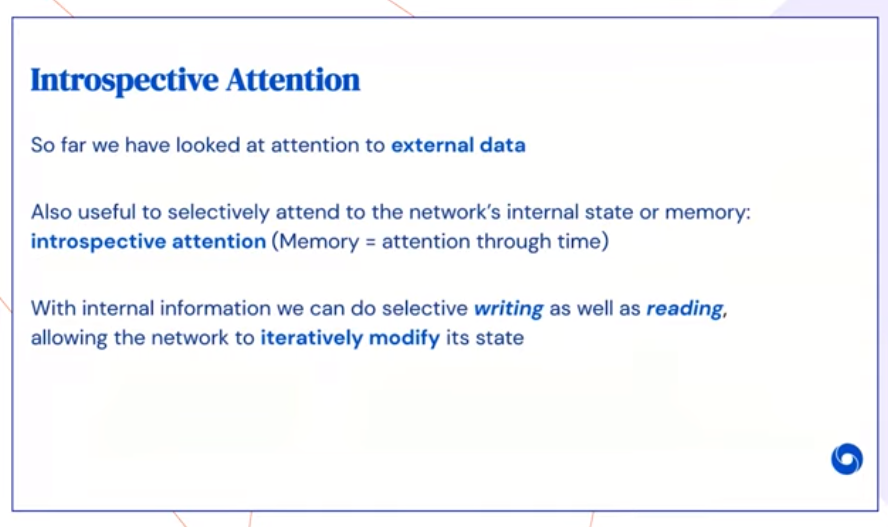 Introspective Attention
So far we have looked at attention to external data
Also useful to selectively attend to the network's internal state or memory:
introspective attention (Memory = attention through time)
With internal information we can do selective writing as well as reading,
allowing the network to iteratively modify its state